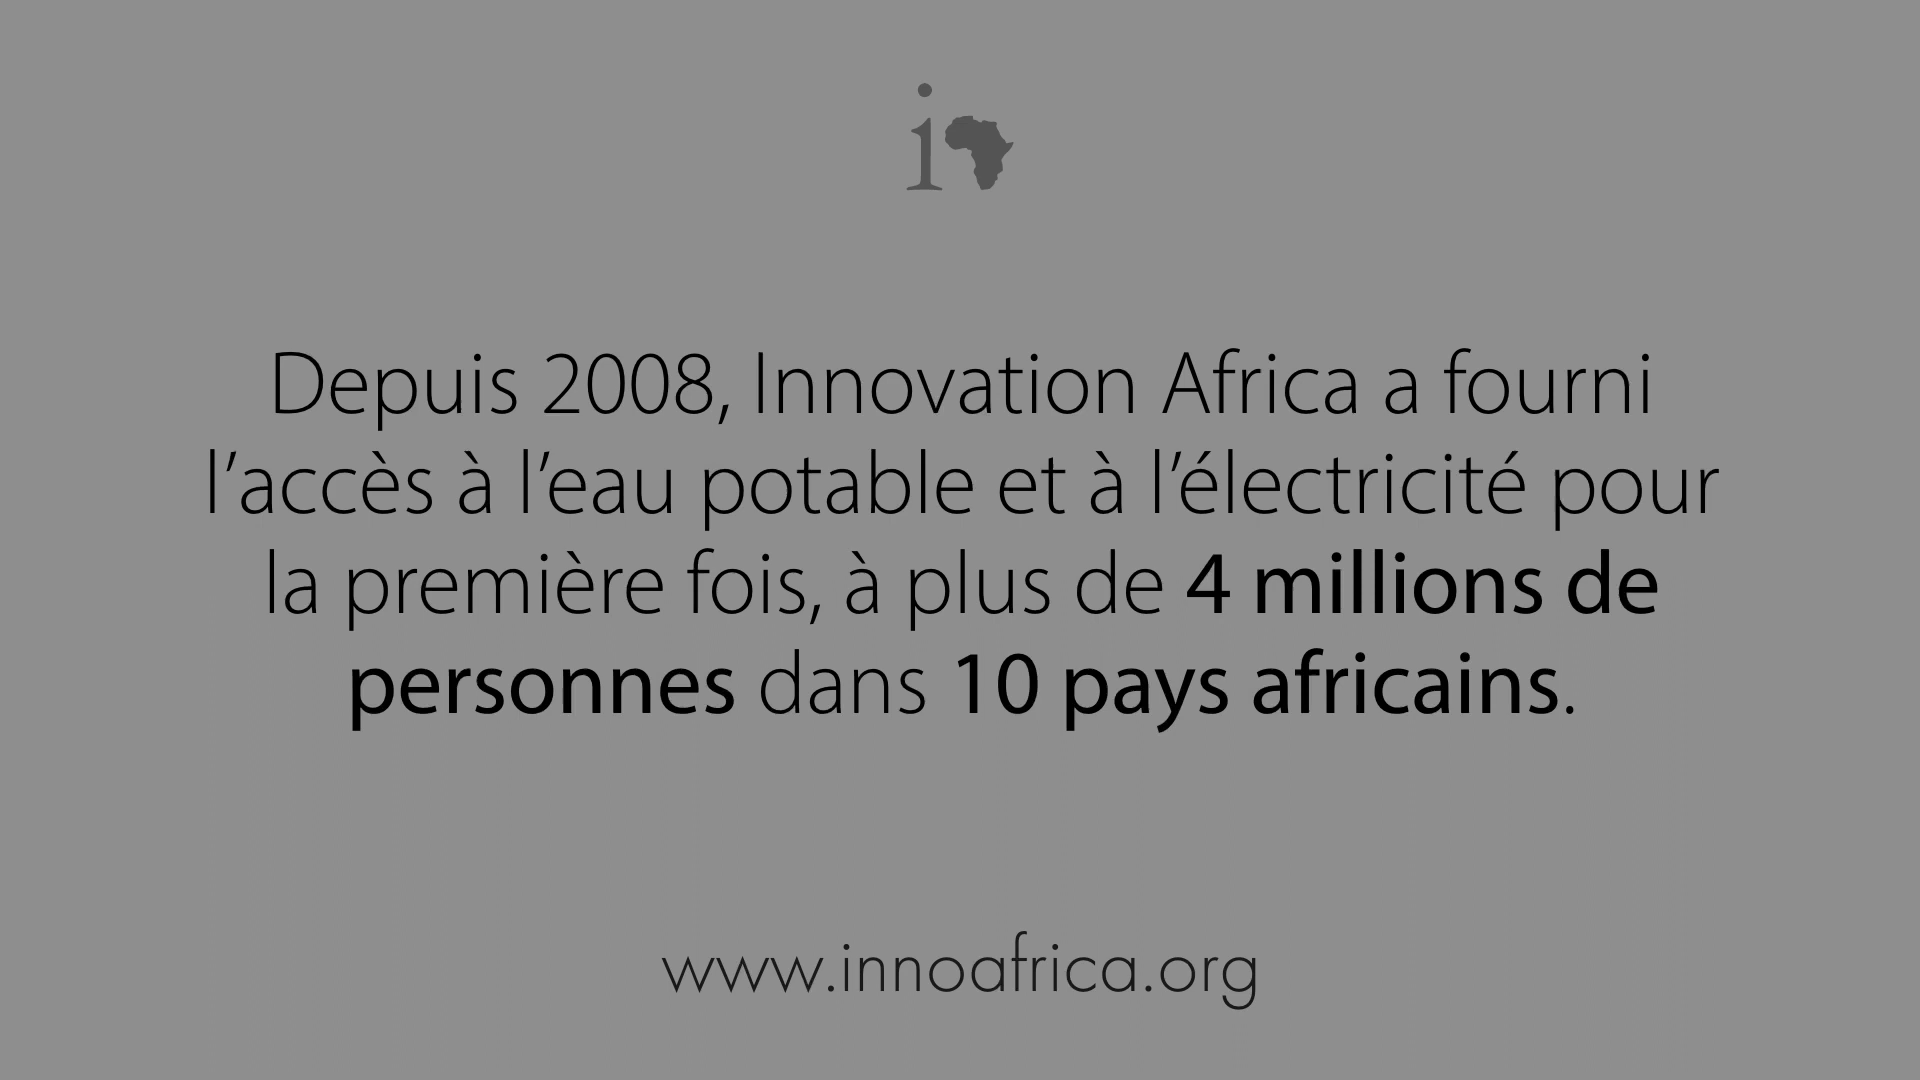 i
Depuis 2008, Innovation Africa a fourni
l’accès à l’eau potable et à l’électricité pour
la première fois, à plus de 4 millions de
personnes dans 10 pays africains.
www.innoafrica.org